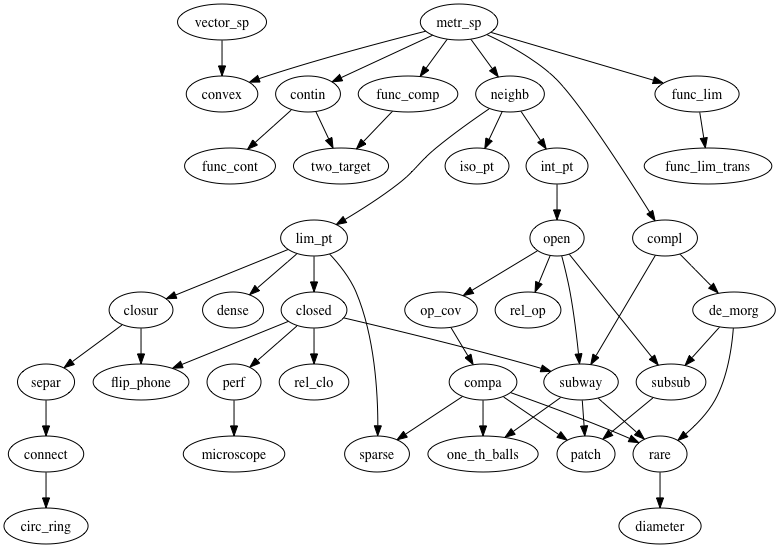 vector_sp metr_sp
convex contin func_comp neighb func_lim
func_cont two_target iso_pt int_pt func_lim_trans
lim_pt open compl
closur dense closed op_cov rel_op de_morg
separ flip_phone perf rel_clo compa subway subsub
connect microscope sparse one_th_balls patch rare
circ_ring diameter